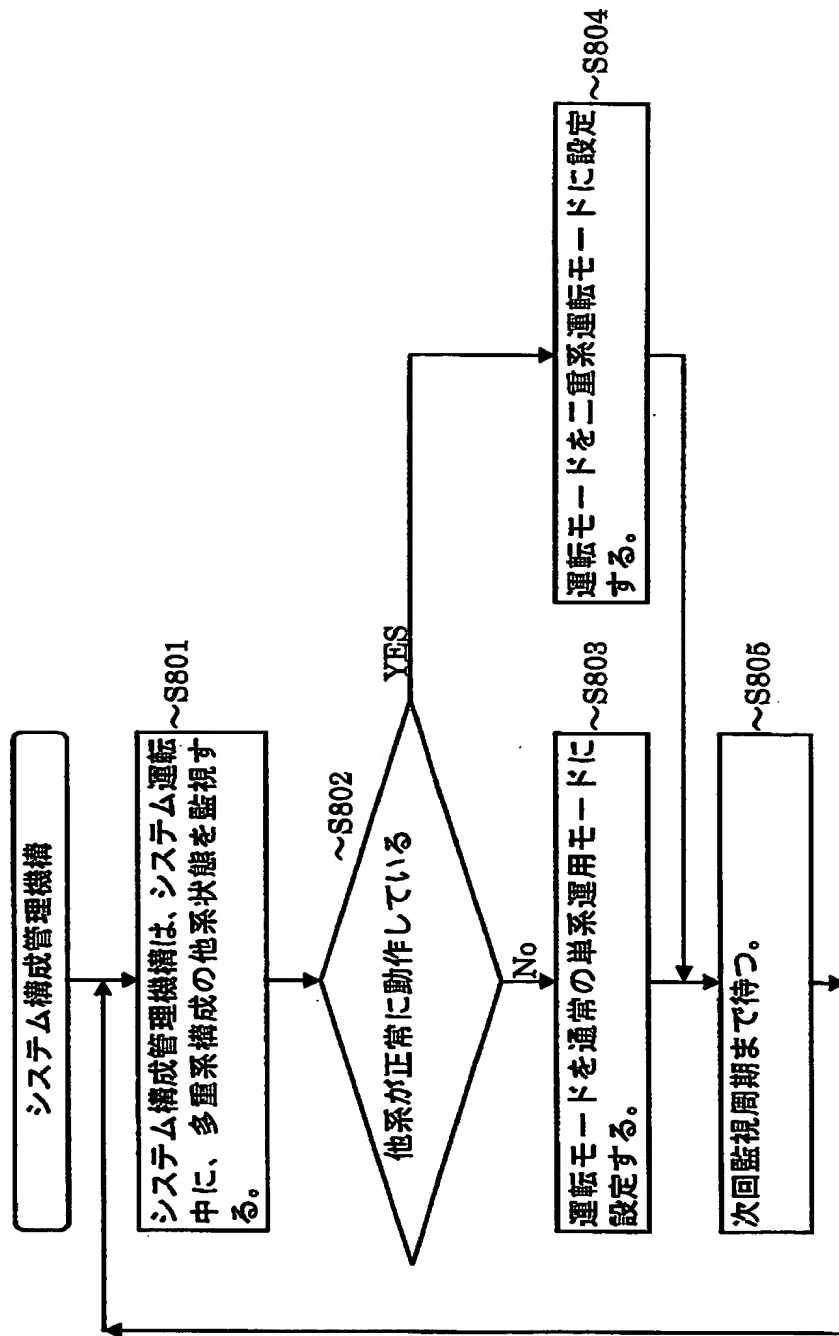 システム構成管理機構
システム構成管理機構は、システム運転
中に、多重系構成の他系状態を監視す
る。
~S801
~S802
他系が正常に動作している
YES
No
運転モードを通常の単系運用モードに
設定する。
~S803
運転モードを二重系運転モードに設定
する。
~S804
次回監視周期まで待つ。
~S805